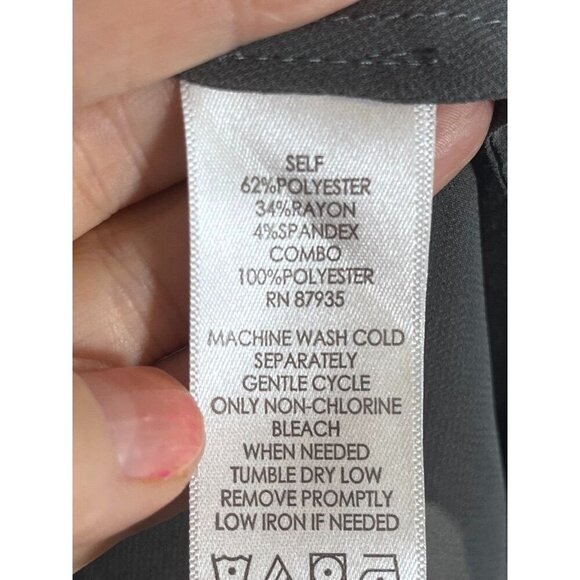 SELF
62%POLYESTER
34%RAYON
4%SPANDEX
COMBO
100%POLYESTER
RN 87935
MACHINE WASH COLD
SEPARATELY
GENTLE CYCLE
ONLY NON-CHLORINE
BLEACH
WHEN NEEDED
TUMBLE DRY LOW
REMOVE PROMPTLY
LOW IRON IF NEEDED